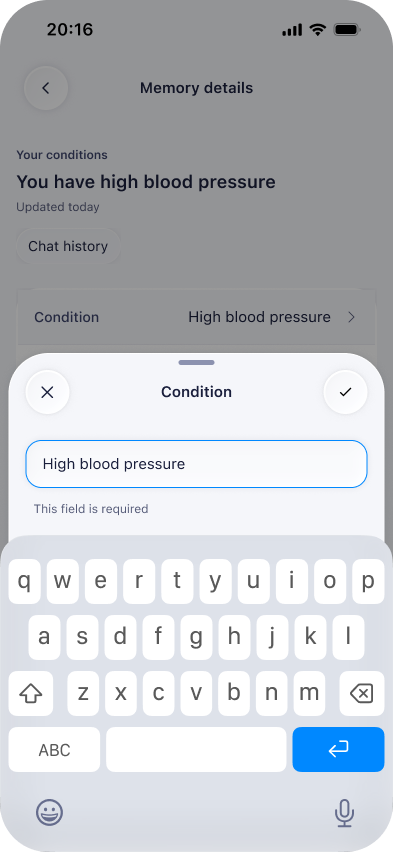 20:16
Memory details
Your conditions
You have high blood pressure
Updated today
Chat history
Condition High blood pressure
Condition
High blood pressure
This field is required
q w e r t y u i o p
a s d f g h j k l
z x c v b n m
ABC